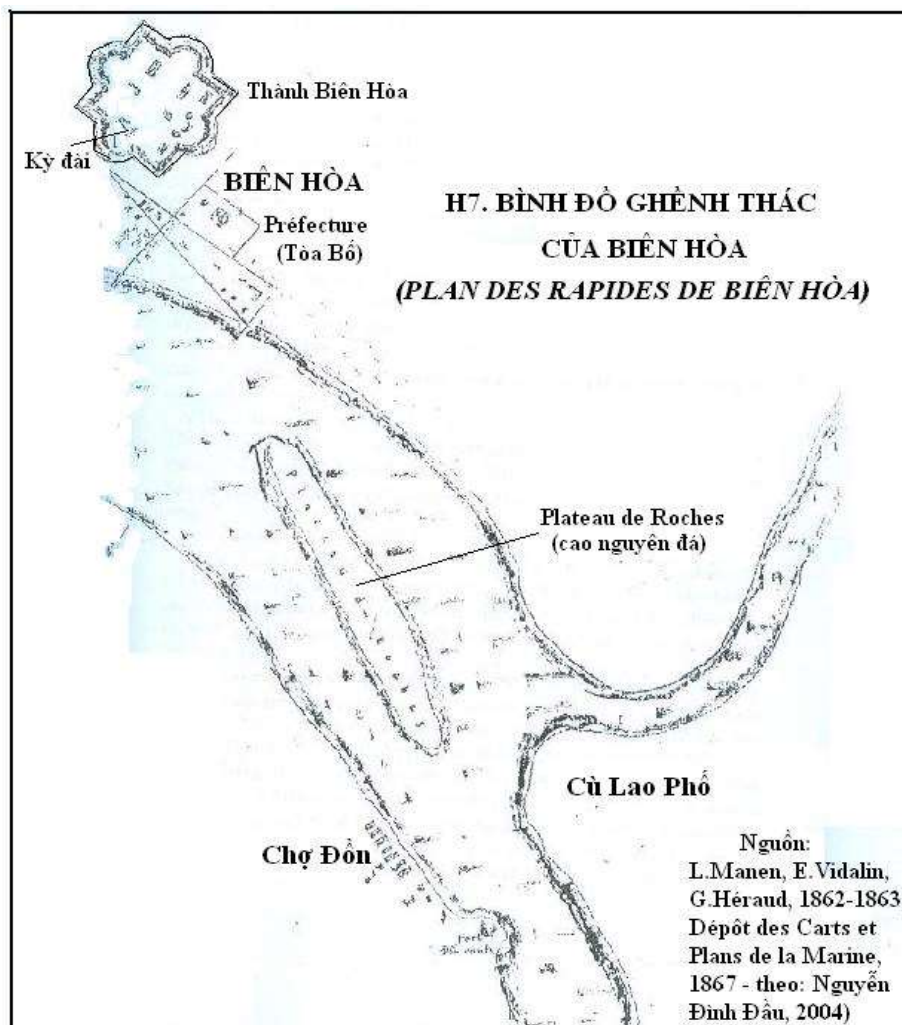 Thành Biên Hòa
Kỳ đài
BIÊN HÒA
Préfecture
(Tòa Bố)
H7. BÌNH ĐỒ GHỀNH THÁC
CỦA BIÊN HÒA
(PLAN DES RAPIDES DE BIÊN HÒA)
Plateau de Roches
(cao nguyên đá)
Cù Lao Phố
Chợ Đồn
Fort
Nguồn:
L.Manen, E.Vidalin,
G.Héraud, 1862-1863
Dépôt des Carts et
Plans de la Marine,
1867 - theo: Nguyễn
Đình Đầu, 2004)